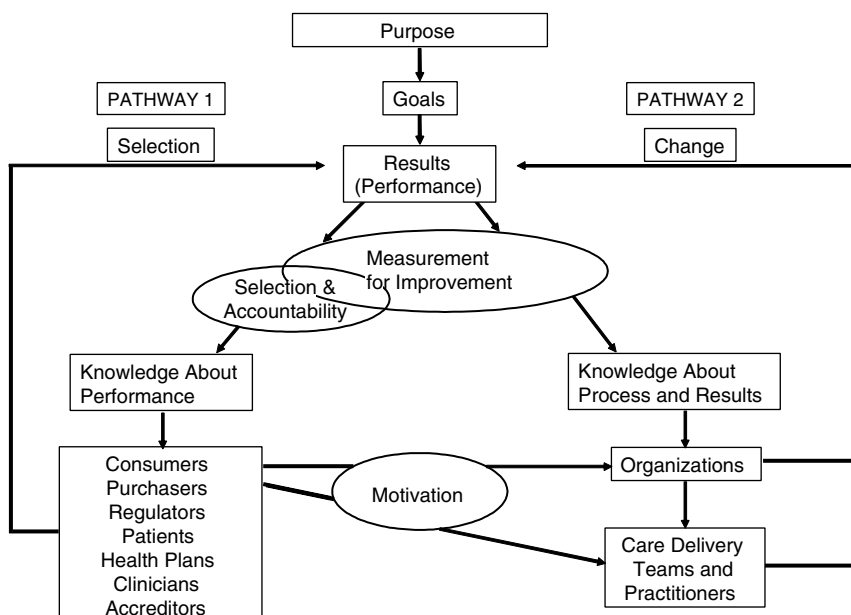 Purpose
PATHWAY 1
Goals
PATHWAY 2
Selection
Change
Results
(Performance)
Measurement
for Improvement
Selection &
Accountability
Knowledge About
Performance
Knowledge About
Process and Results
Consumers
Purchasers
Regulators
Patients
Health Plans
Clinicians
Accreditors
Motivation
Organizations
Care Delivery
Teams and
Practitioners